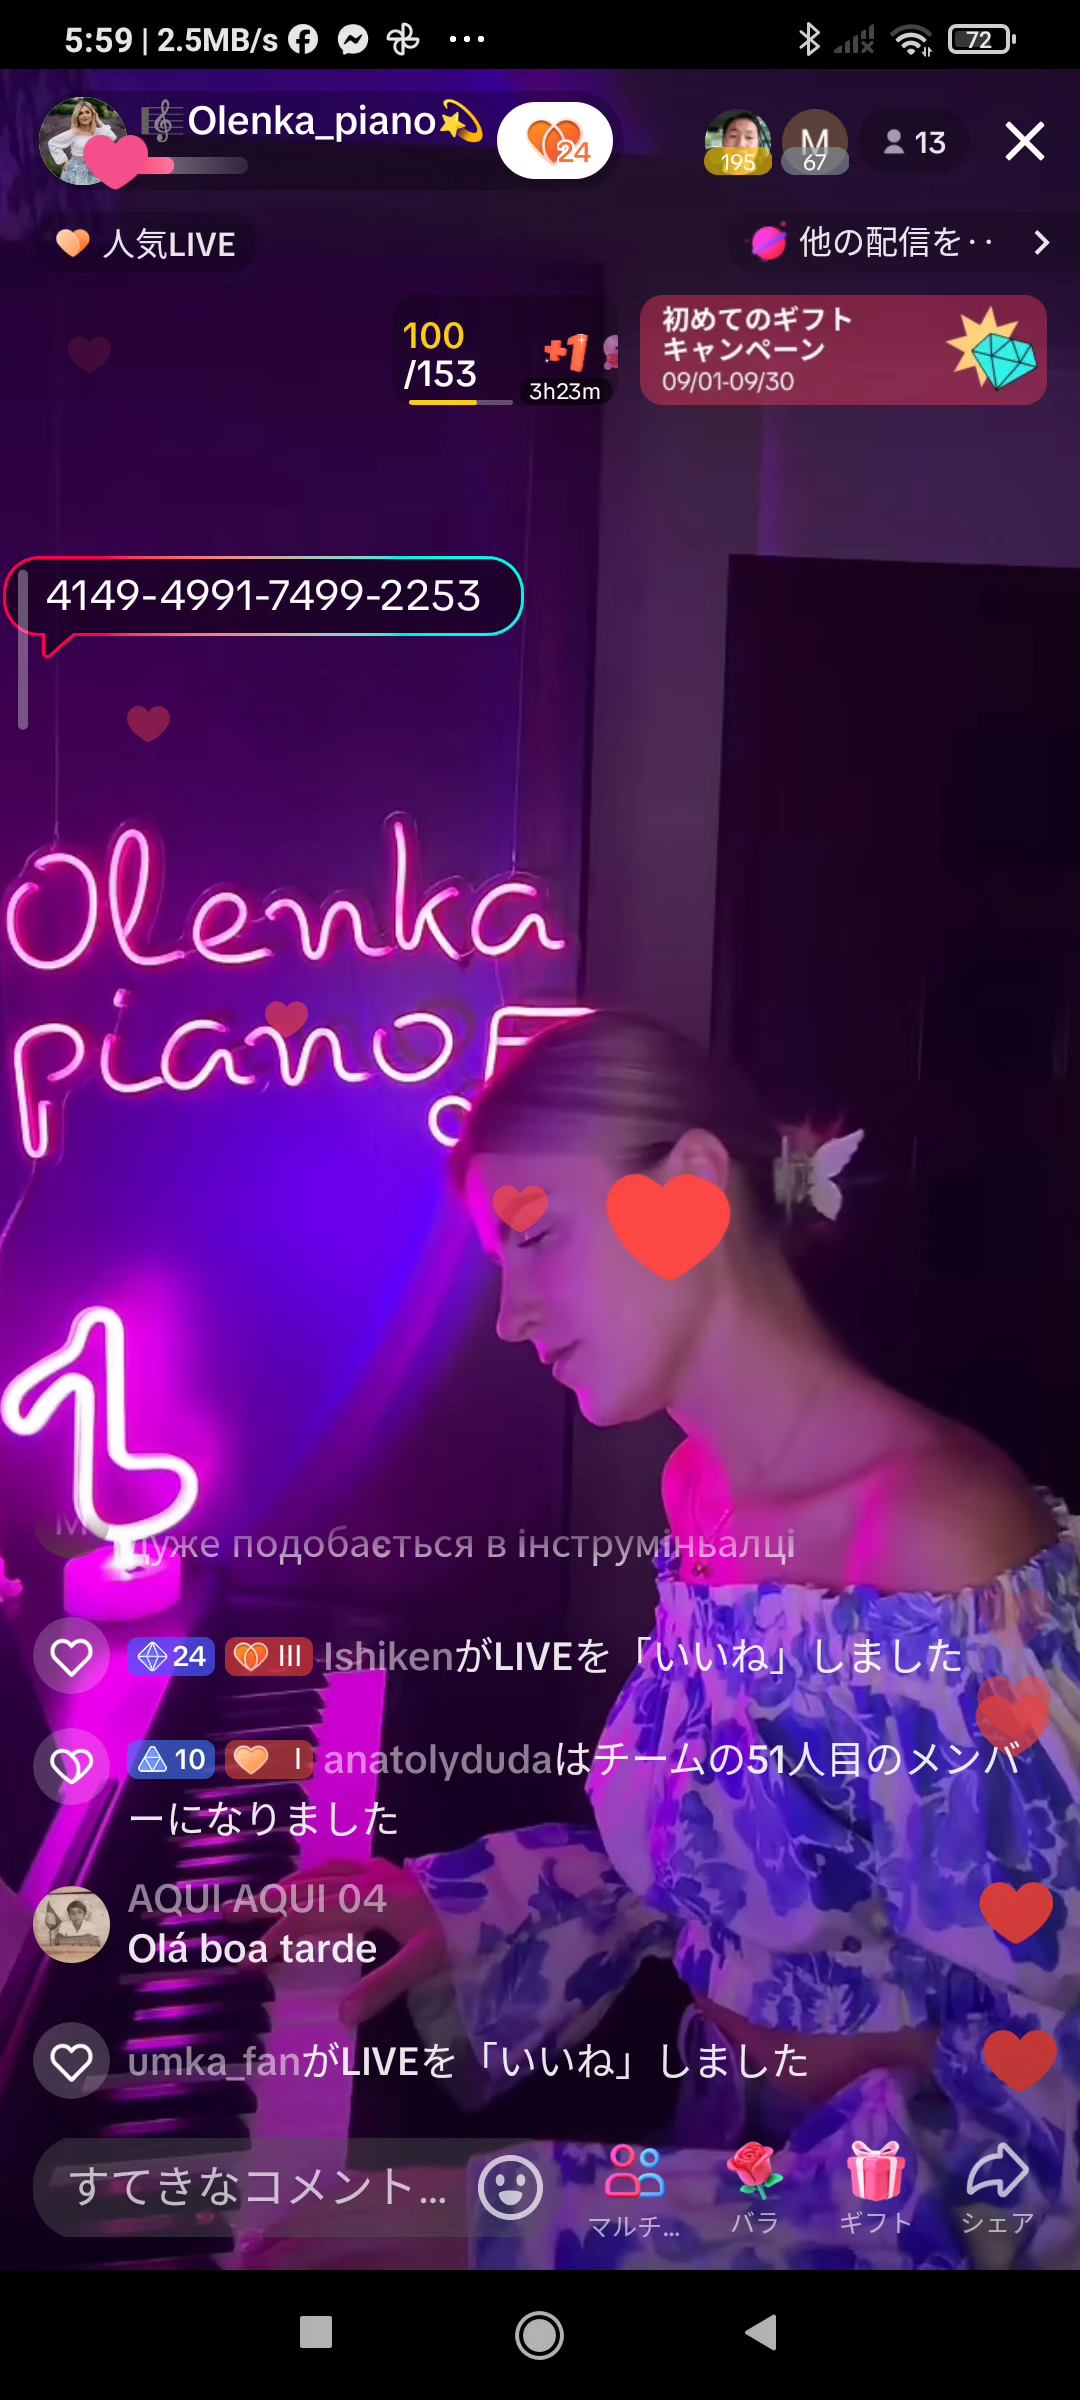 5:59 | 2.5MB/s
72
Olenka_piano
24
195
M
67
13
人気LIVE
他の配信を‥
100
/153
+1
3h23m
初めてのギフト
キャンペーン
09/01-09/30
4149-4991-7499-2253
Olenka
piano
дуже подобається в інструміньалці
24 III IshikenがLIVEを「いいね」しました
10 I anatolydudaはチームの51人目のメンバ
ーになりました
AQUI AQUI 04
Olá boa tarde
umka_fanがLIVEを「いいね」しました
すてきなコメント...
マルチ...
バラ
ギフト
シェア